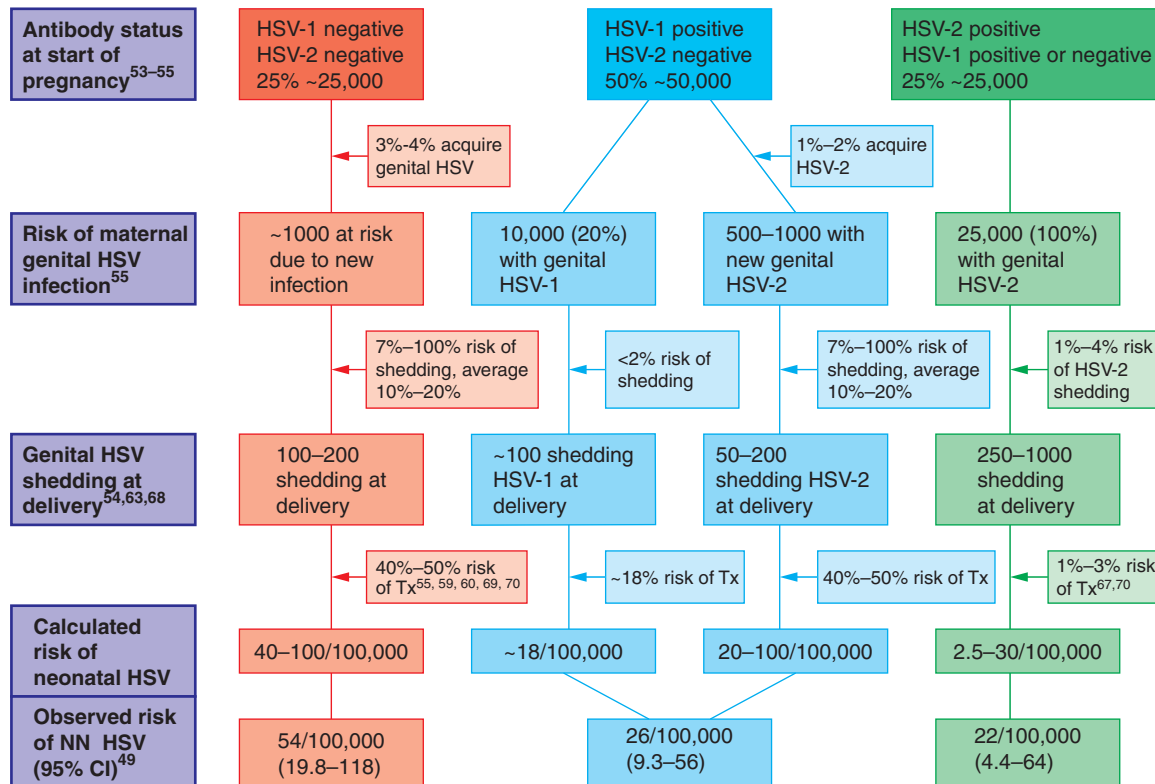 Antibody status
at start of
pregnancy53–55
HSV-1 negative
HSV-2 negative
25% ~25,000
HSV-1 positive
HSV-2 negative
50% ~50,000
HSV-2 positive
HSV-1 positive or negative
25% ~25,000
3%-4% acquire
genital HSV
1%–2% acquire
HSV-2
Risk of maternal
genital HSV
infection55
~1000 at risk
due to new
infection
10,000 (20%)
with genital
HSV-1
500–1000 with
new genital
HSV-2
25,000 (100%)
with genital
HSV-2
7%–100% risk of
shedding, average
10%–20%
<2% risk of
shedding
7%–100% risk of
shedding, average
10%–20%
1%–4% risk
of HSV-2
shedding
Genital HSV
shedding at
delivery54,63,68
100–200
shedding at
delivery
~100 shedding
HSV-1 at
delivery
50–200
shedding HSV-2
at delivery
250–1000
shedding
at delivery
40%–50% risk
of Tx55, 59, 60, 69, 70
~18% risk of Tx
40%–50% risk of Tx
1%–3% risk
of Tx67,70
Calculated
risk of
neonatal HSV
40–100/100,000
~18/100,000
20–100/100,000
2.5–30/100,000
Observed risk
of NN HSV
(95% CI)49
54/100,000
(19.8–118)
26/100,000
(9.3–56)
22/100,000
(4.4–64)